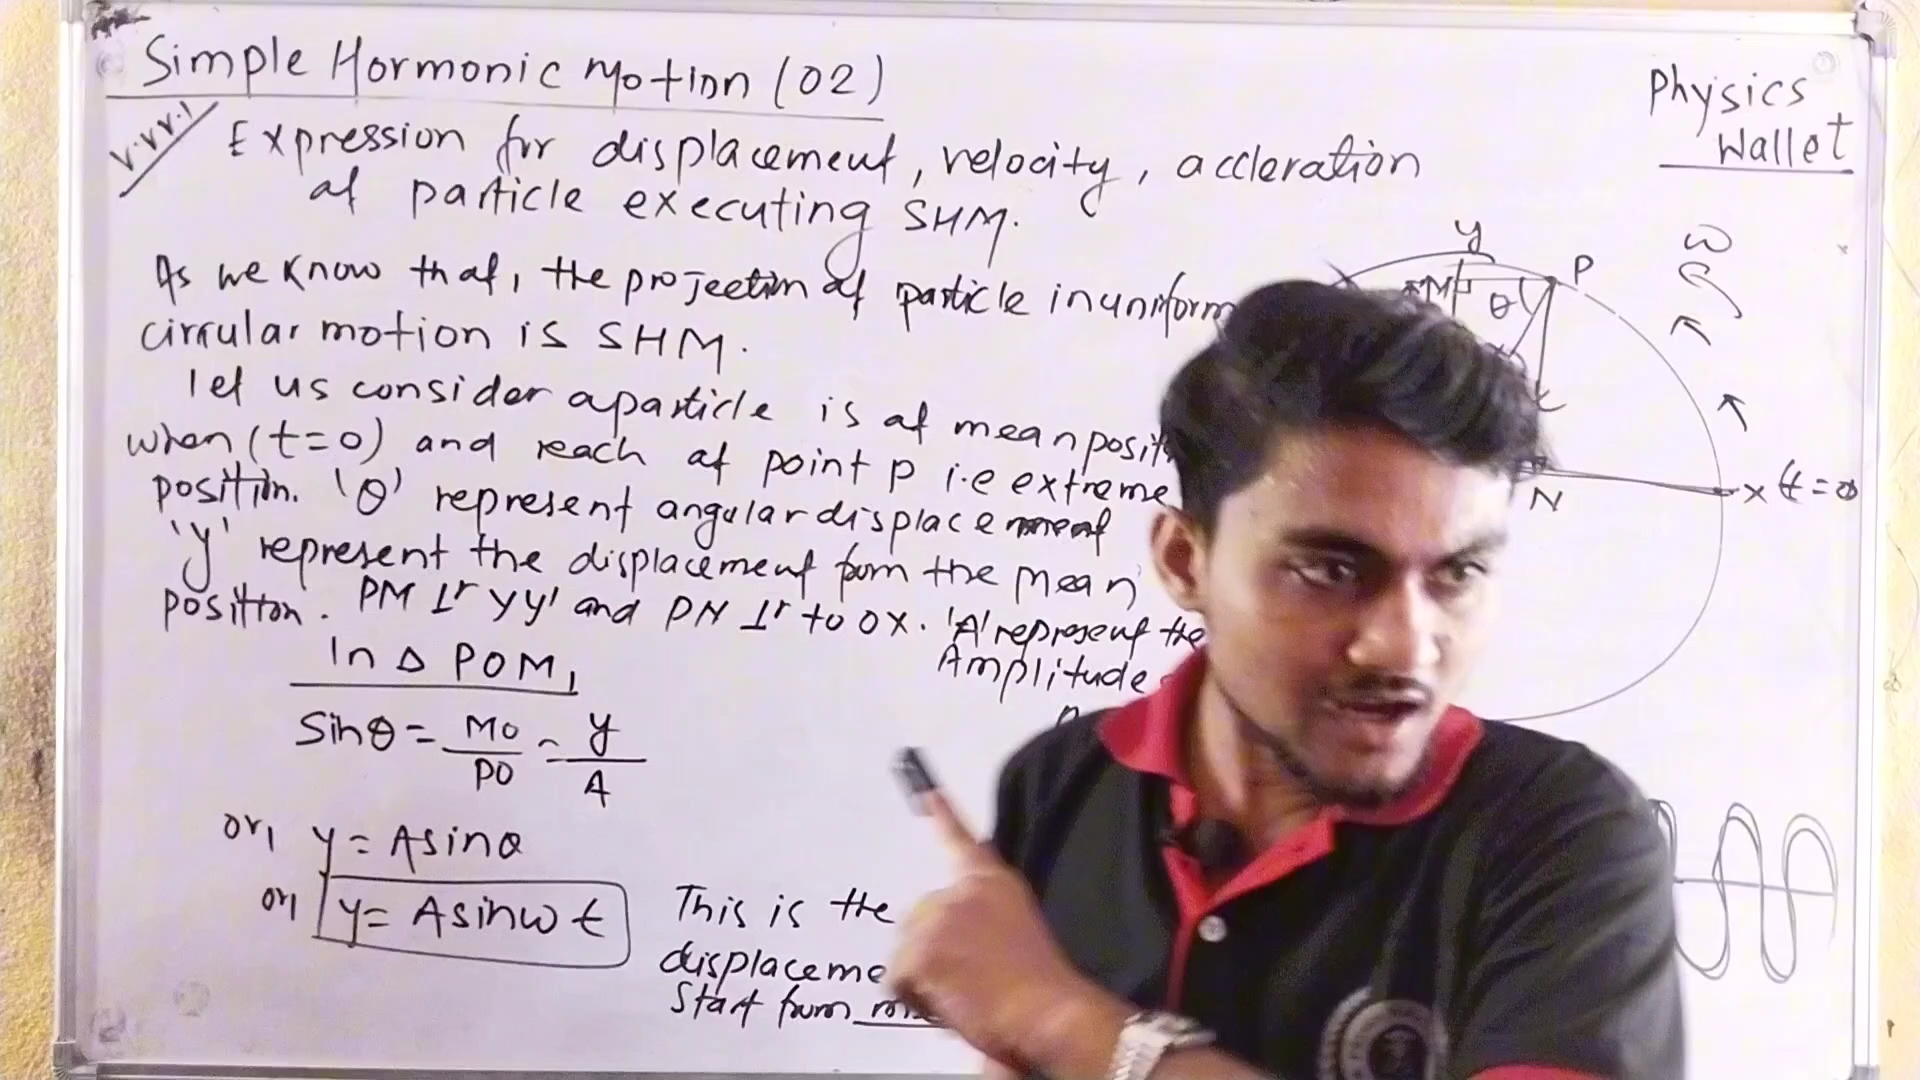 Simple Hormonic Motion (02)
Physics
Wallet
V.V.V.I
Expression for displacement, velocity, accleration
of particle executing SHM.
As we know that, the projection of particle in uniform
circular motion is SHM.
let us consider a particle is at mean posit
when (t=0) and reach at point P i.e extreme
position. 'θ' represent angular displacement
'y' represent the displacement from the mean
position. PM ⊥r YY' and PN ⊥r to OX. 'A' represent the
Amplitude
In Δ POM,
Sinθ = MO/PO = y/A
or, y = A sinθ
or, y = A sinωt
This is the
displaceme
Start from
y
P
ω
M
θ
N
X (t=0